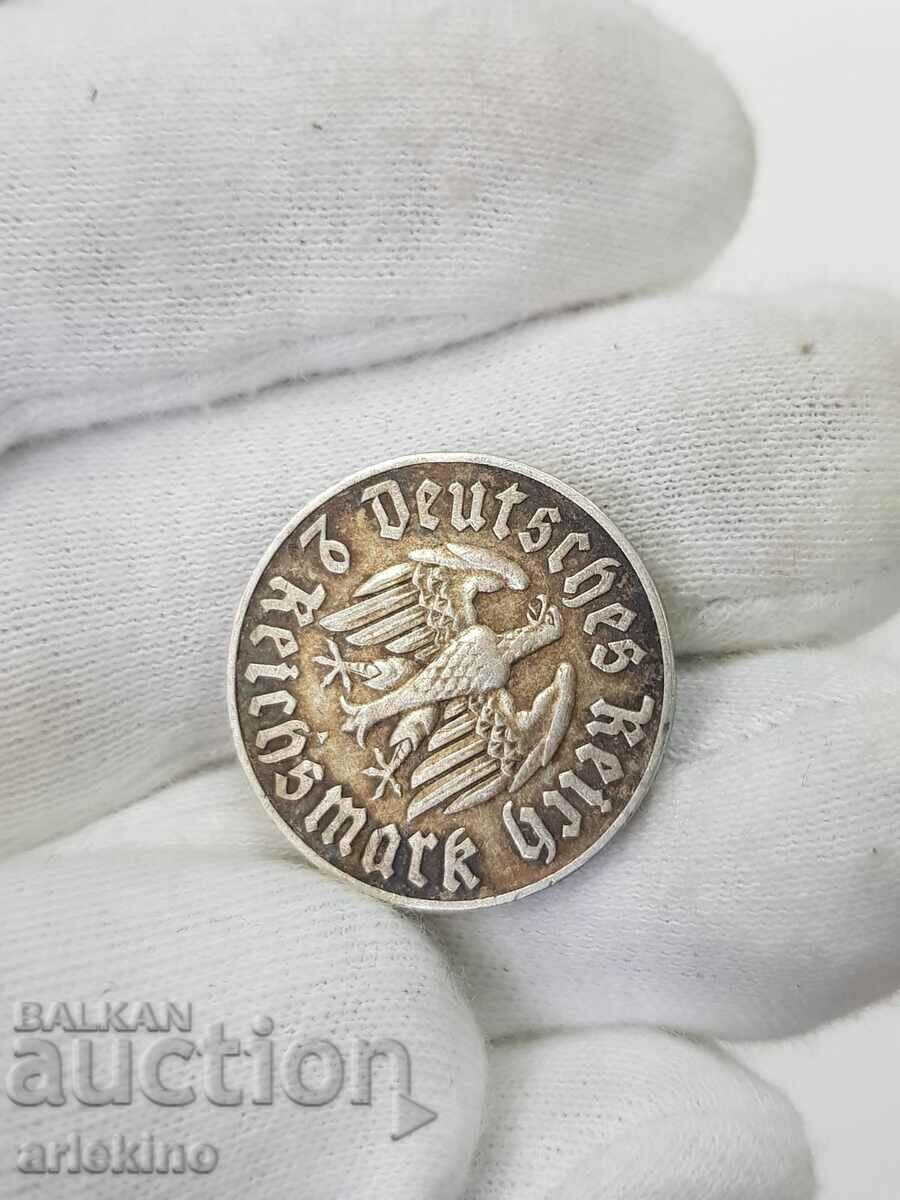 Deutsches Reich
2 Reichsmark
BALKAN
auction
arlekino